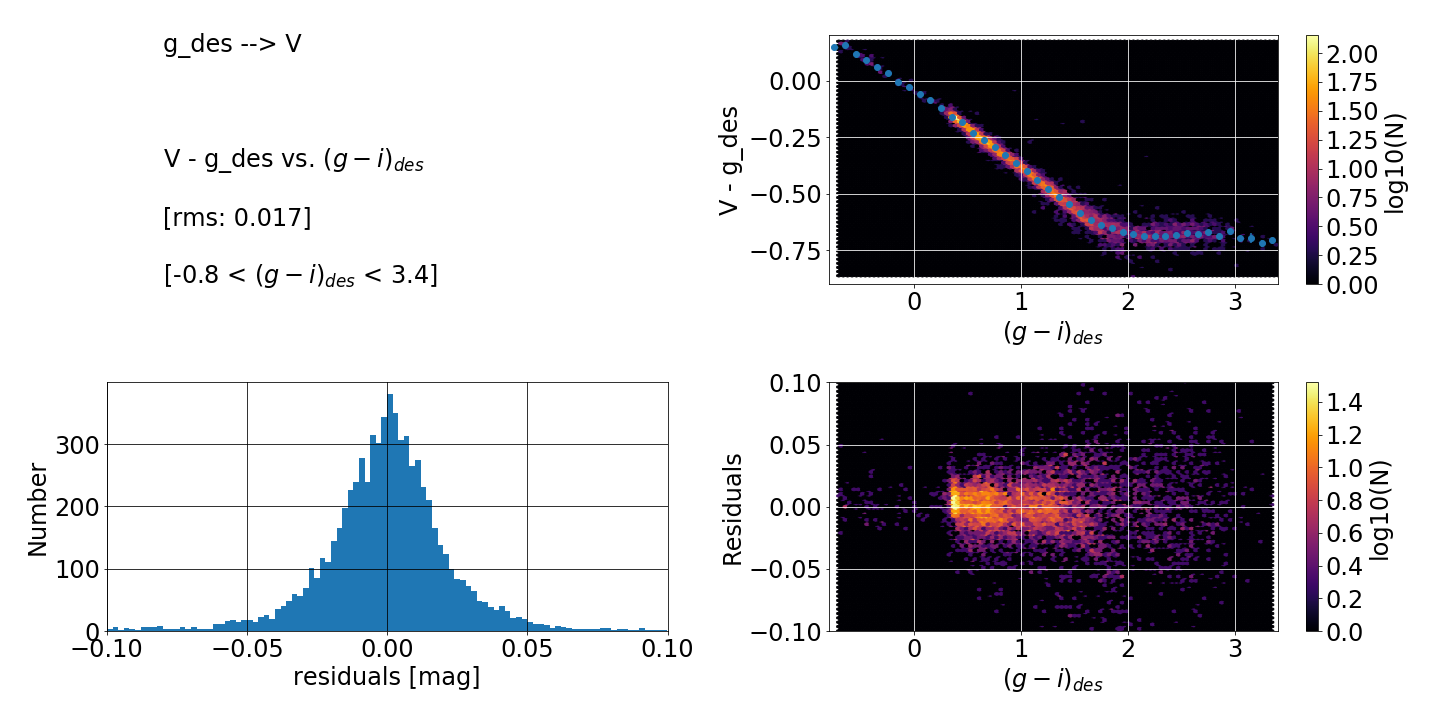 g_des --> V
V - g_des vs. (g − i)des
[rms: 0.017]
[-0.8 < (g − i)des < 3.4]
0.00
−0.25
−0.50
−0.75
V - g_des
0 1 2 3
(g − i)des
2.00
1.75
1.50
1.25
1.00
0.75
0.50
0.25
0.00
log10(N)
300
200
100
0
Number
−0.10 −0.05 0.00 0.05 0.10
residuals [mag]
0.10
0.05
0.00
−0.05
−0.10
Residuals
0 1 2 3
(g − i)des
1.4
1.2
1.0
0.8
0.6
0.4
0.2
0.0
log10(N)